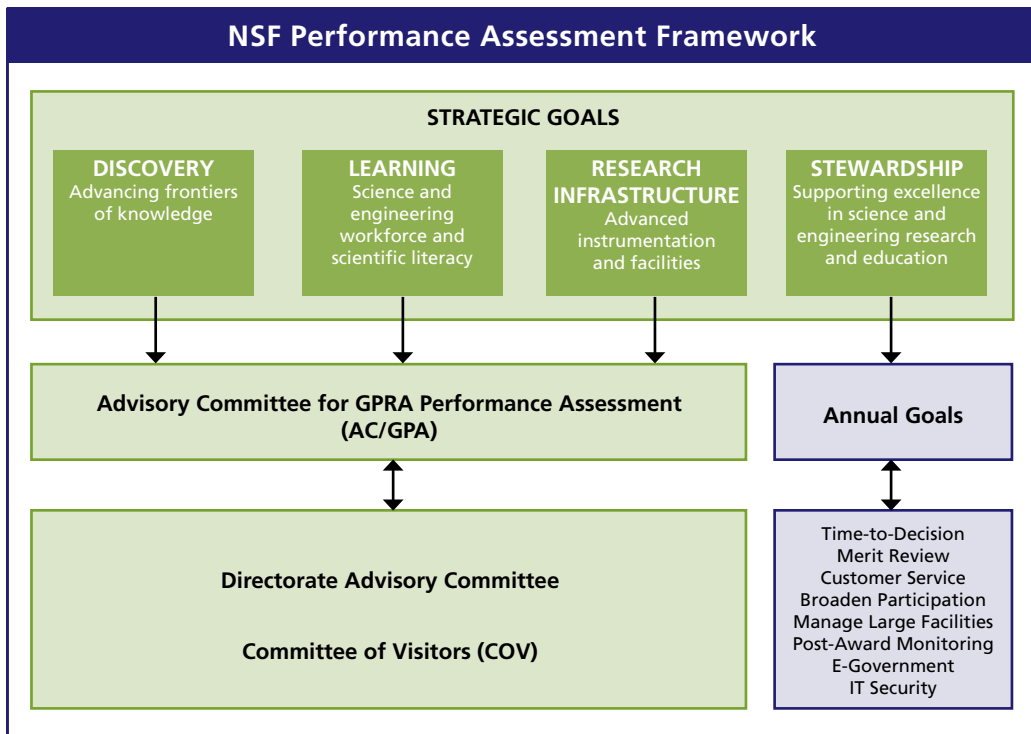 NSF Performance Assessment Framework
STRATEGIC GOALS
DISCOVERY
Advancing frontiers
of knowledge
LEARNING
Science and
engineering
workforce and
scientific literacy
RESEARCH
INFRASTRUCTURE
Advanced
instrumentation
and facilities
STEWARDSHIP
Supporting excellence
in science and
engineering research
and education
Advisory Committee for GPRA Performance Assessment
(AC/GPA)
Annual Goals
Directorate Advisory Committee
Committee of Visitors (COV)
Time-to-Decision
Merit Review
Customer Service
Broaden Participation
Manage Large Facilities
Post-Award Monitoring
E-Government
IT Security